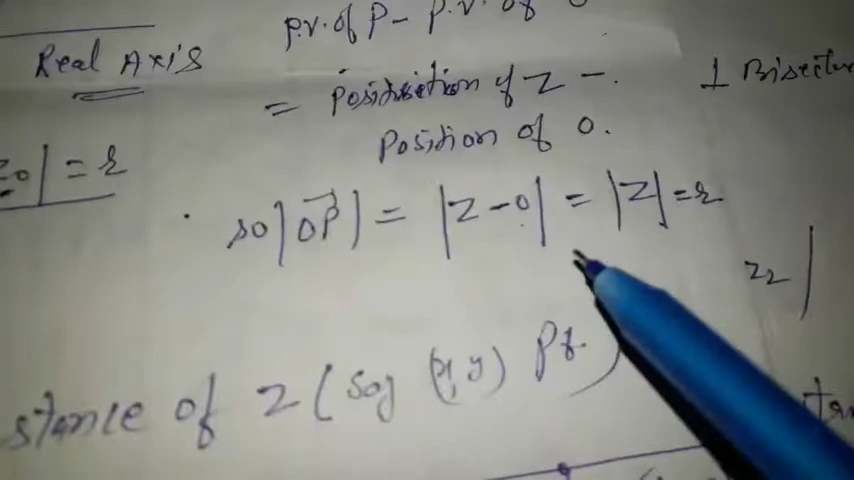 p.v. of P - p.v. of O
Real Axis
= Position of Z -
Position of 0.
⊥ Bisector
z0| = r
so |OP| = |Z - 0| = |Z| = r
z2 |
stance of Z (say (x, y) Pt.)